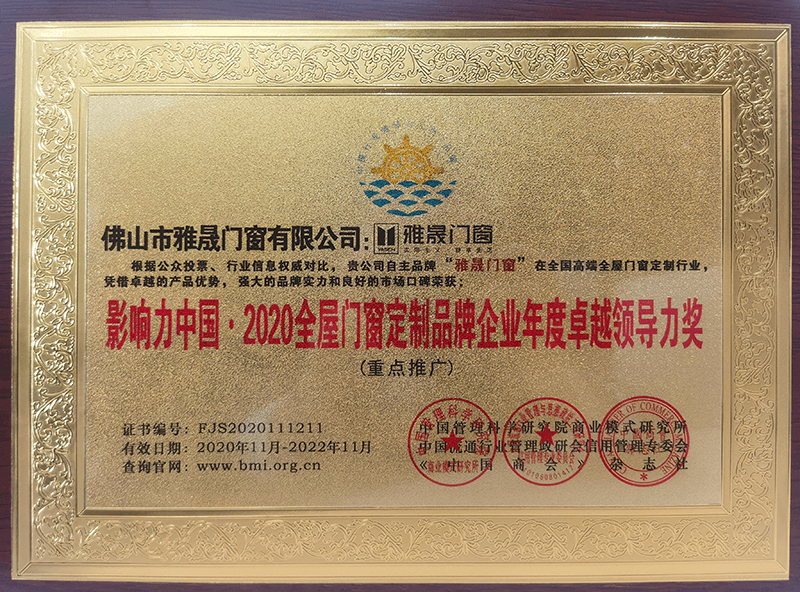 佛山市雅晟门窗有限公司：雅晟门窗
根据公众投票、行业信息权威对比，贵公司自主品牌“雅晟门窗”在全国高端全屋门窗定制行业，
凭借卓越的产品优势，强大的品牌实力和良好的市场口碑荣获；
影响力中国·2020全屋门窗定制品牌企业年度卓越领导力奖
(重点推广)
证书编号：FJS2020111211
有效日期：2020年11月-2022年11月
查询官网：www.bmi.org.cn
中国管理科学研究院商业模式研究所
中国流通行业管理政研会信用管理专委会
《中国商会》杂志社
商业模式研究所